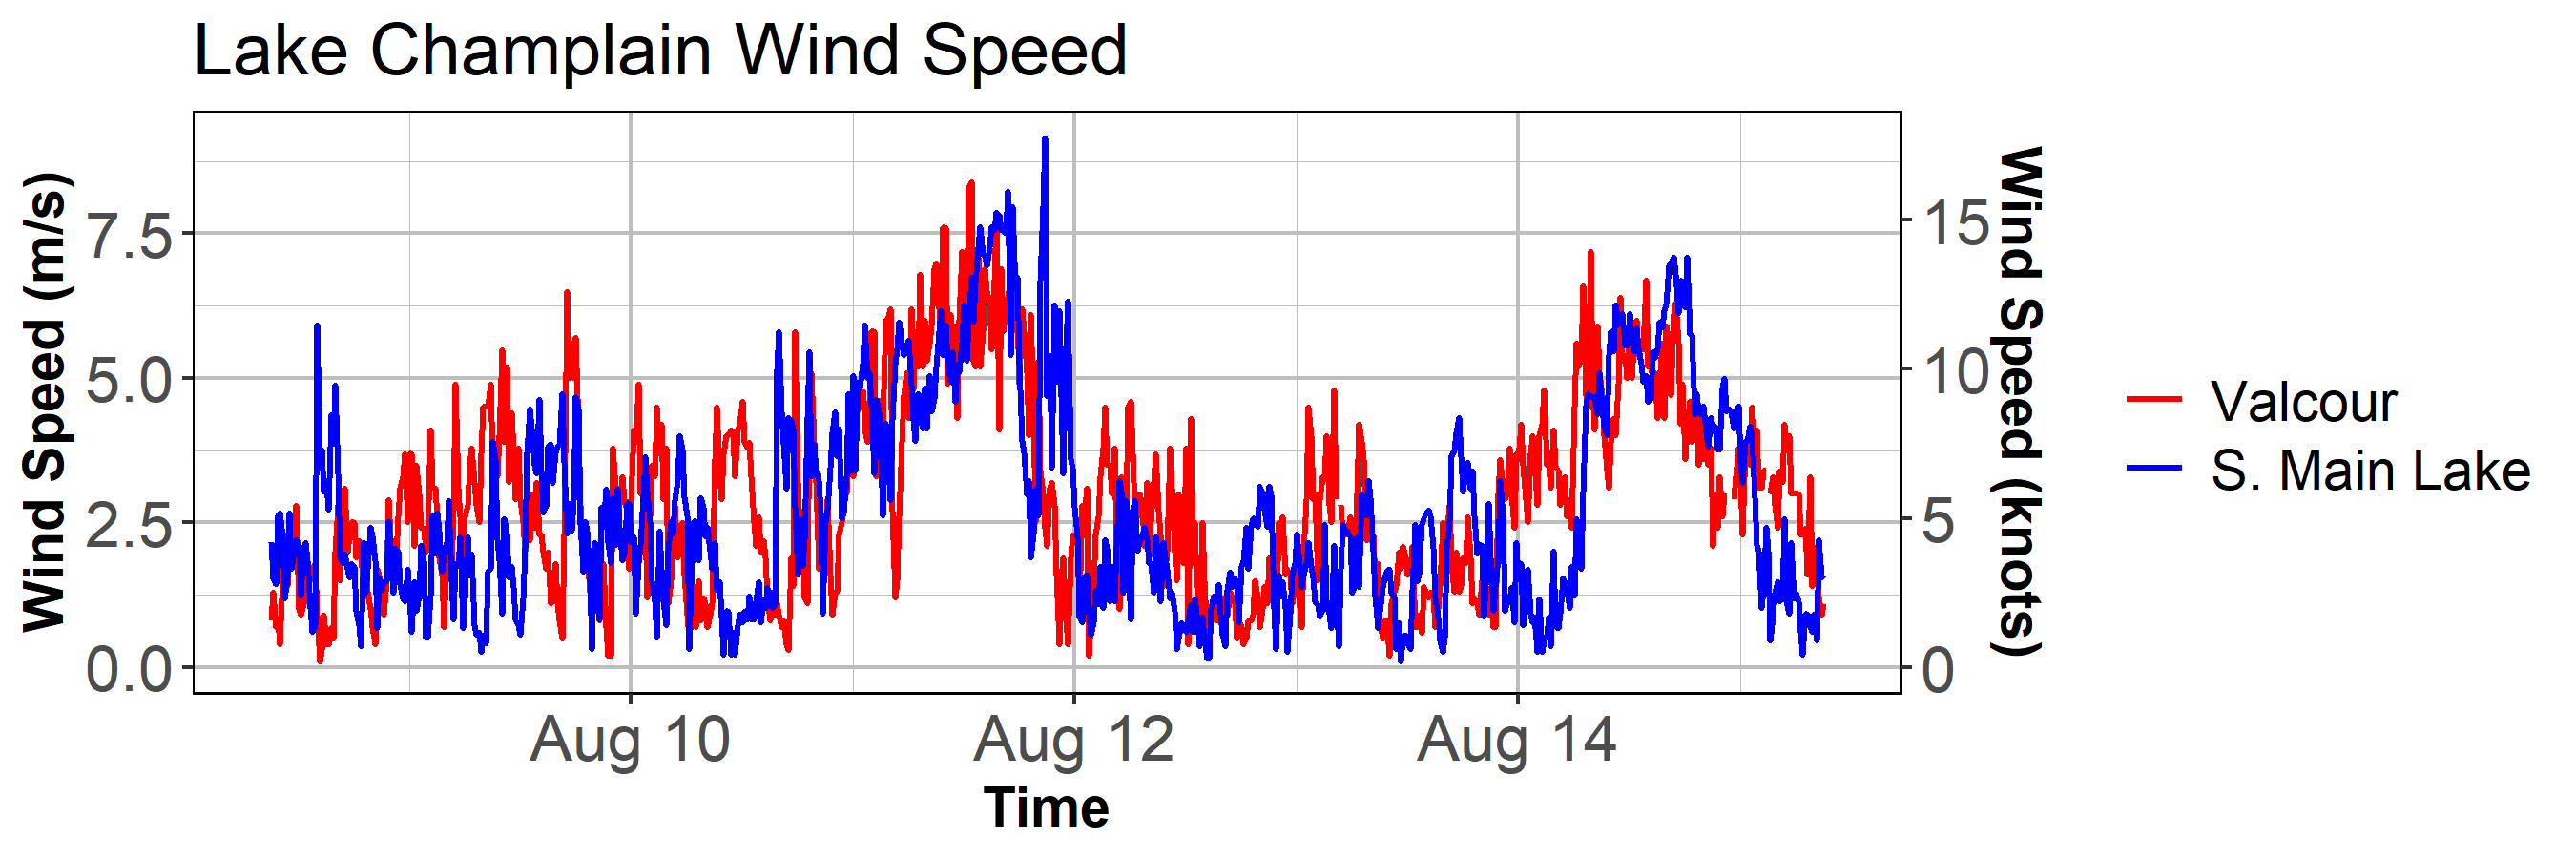 Lake Champlain Wind Speed
Wind Speed (m/s)
7.5
5.0
2.5
0.0
Wind Speed (knots)
15
10
5
0
Aug 10
Aug 12
Aug 14
Time
Valcour
S. Main Lake